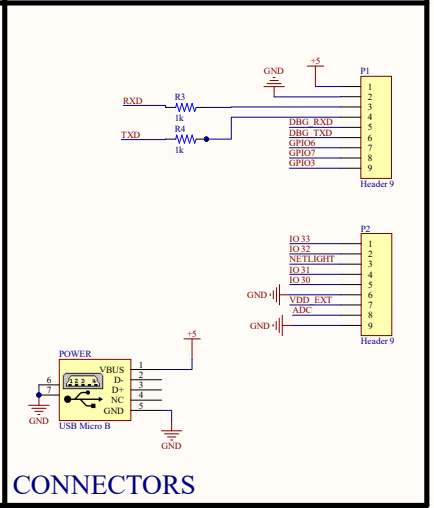 +5
GND
P1
R3
RXD
1k
R4
TXD
1k
1
2
3
4
5
6
7
8
9
DBG_RXD
DBG_TXD
GPIO6
GPIO7
GPIO3
Header 9
P2
IO 33
IO 32
NETLIGHT
IO 31
IO 30
GND
VDD_EXT
ADC
GND
1
2
3
4
5
6
7
8
9
Header 9
+5
POWER
VBUS 1
D- 2
D+ 3
NC 4
GND 5
6
7
USB Micro B
GND
GND
CONNECTORS